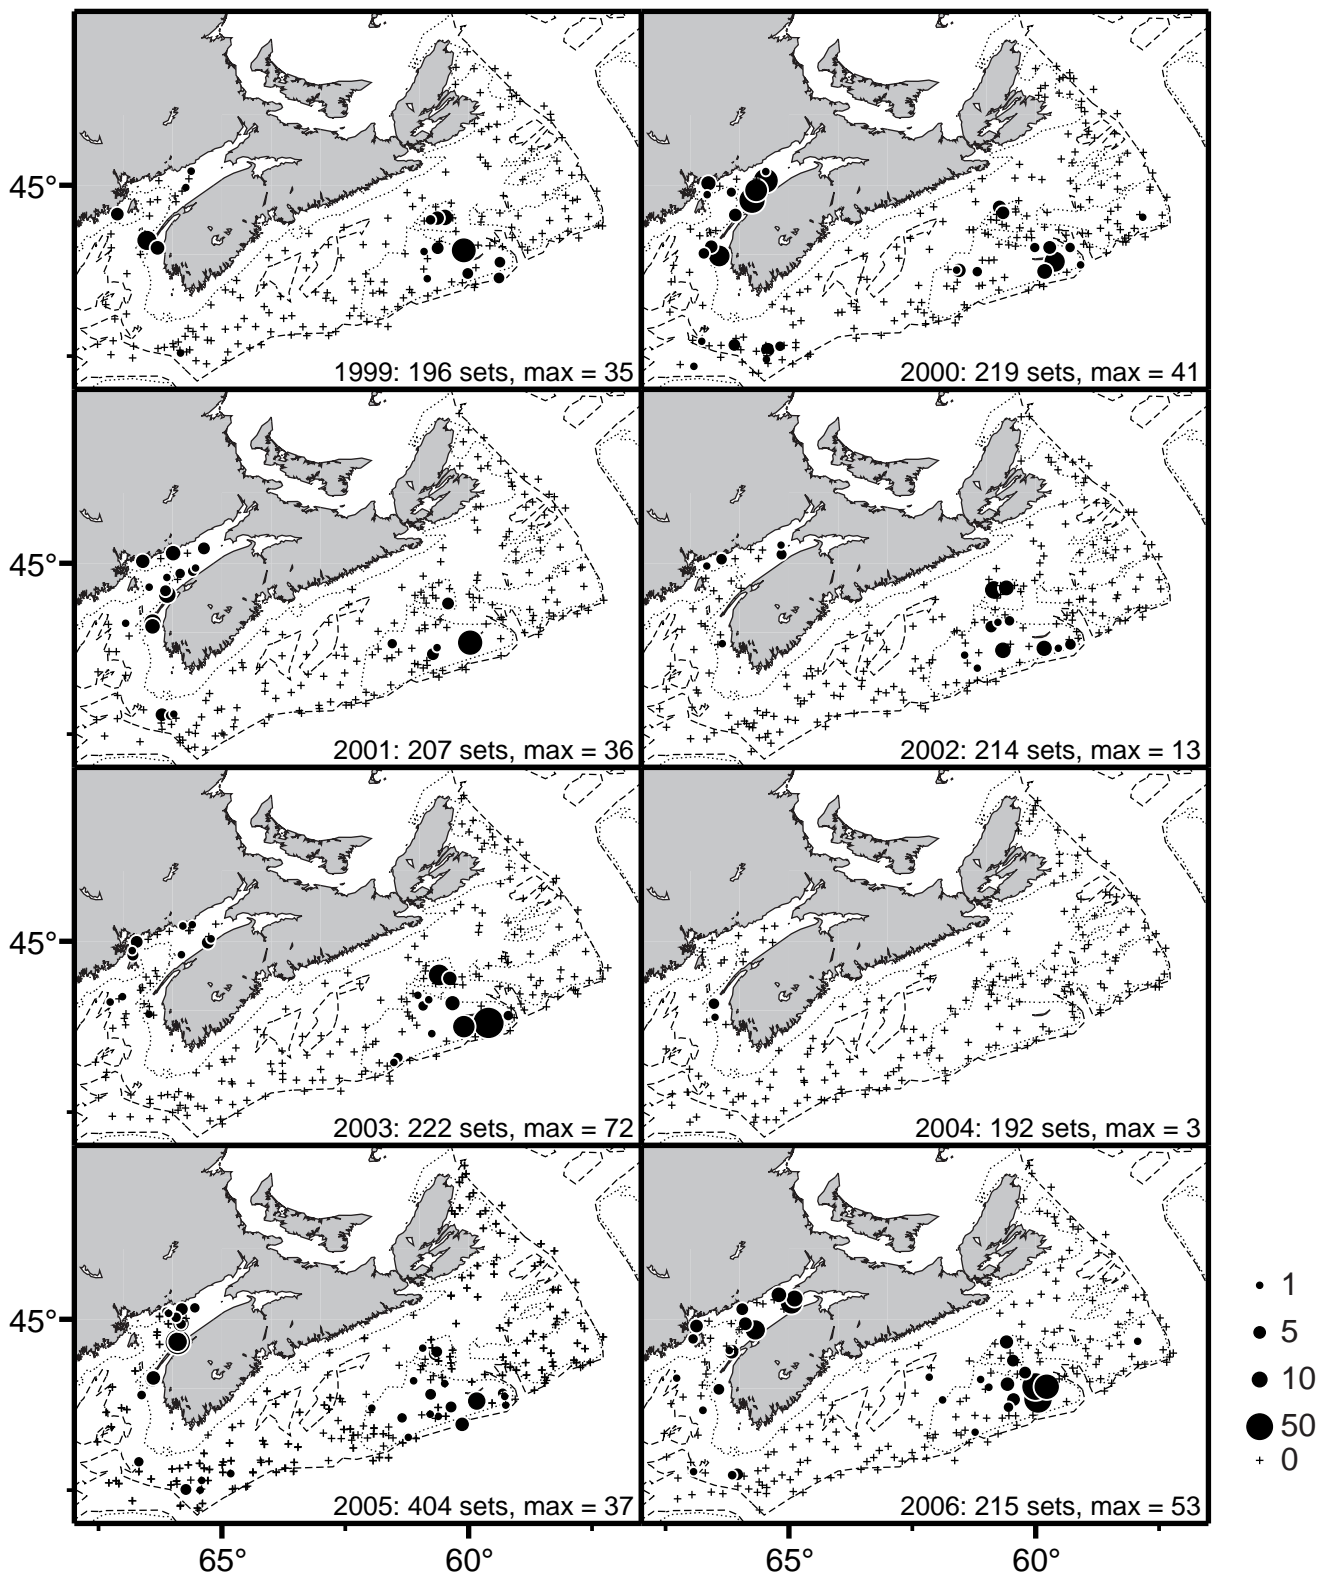 45°
1999: 196 sets, max = 35
2000: 219 sets, max = 41
45°
2001: 207 sets, max = 36
2002: 214 sets, max = 13
45°
2003: 222 sets, max = 72
2004: 192 sets, max = 3
45°
2005: 404 sets, max = 37
2006: 215 sets, max = 53
1
5
10
50
0
65°
60°
65°
60°